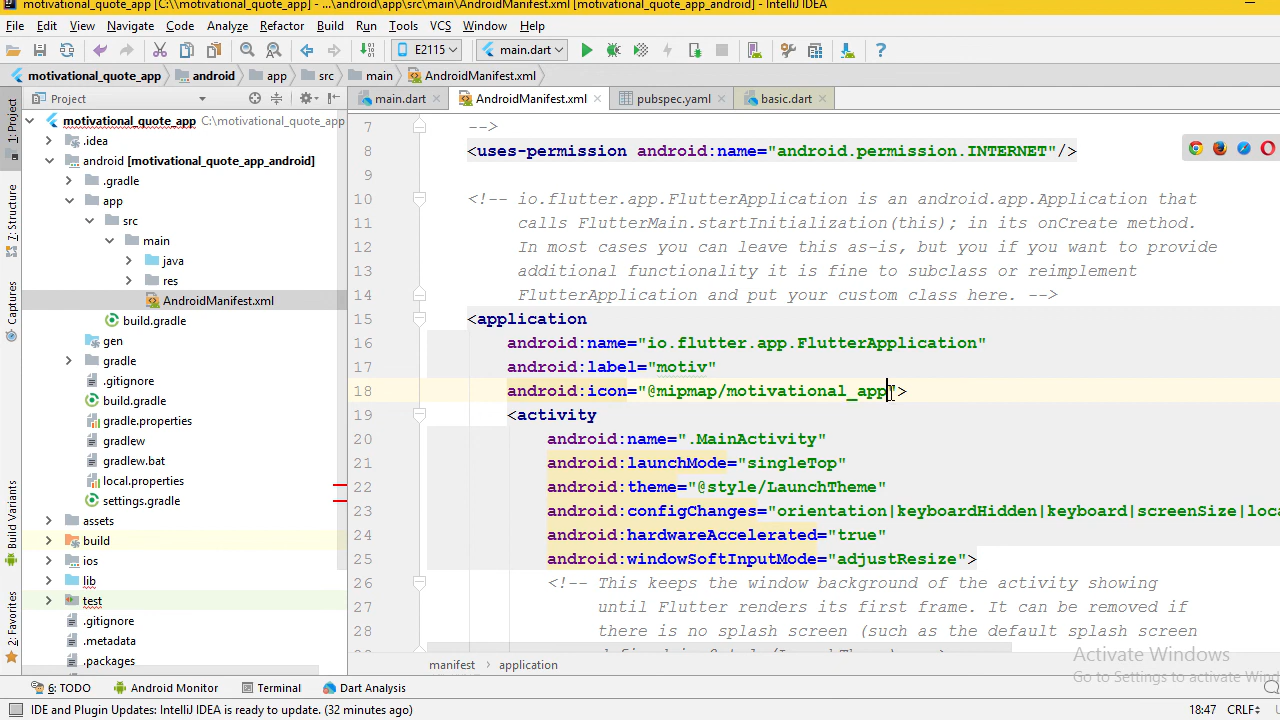 motivational_quote_app [C:\\motivational_quote_app] - ...\android\app\src\main\AndroidManifest.xml [motivational_quote_app_android] - IntelliJ IDEA
File Edit View Navigate Code Analyze Refactor Build Run Tools VCS Window Help
E2115 main.dart
motivational_quote_app android app src main AndroidManifest.xml
Project main.dart AndroidManifest.xml pubspec.yaml basic.dart
1: Project
7: Structure
Captures
Build Variants
2: Favorites
motivational_quote_app C:\motivational_quote_app
.idea
android [motivational_quote_app_android]
.gradle
app
src
main
java
res
AndroidManifest.xml
build.gradle
gen
gradle
.gitignore
build.gradle
gradle.properties
gradlew
gradlew.bat
local.properties
settings.gradle
assets
build
ios
lib
test
.gitignore
.metadata
.packages
7 -->
8 <uses-permission android:name="android.permission.INTERNET"/>
9
10 <!-- io.flutter.app.FlutterApplication is an android.app.Application that
11 calls FlutterMain.startInitialization(this); in its onCreate method.
12 In most cases you can leave this as-is, but you if you want to provide
13 additional functionality it is fine to subclass or reimplement
14 FlutterApplication and put your custom class here. -->
15 <application
16 android:name="io.flutter.app.FlutterApplication"
17 android:label="motiv"
18 android:icon="@mipmap/motivational_app">
19 <activity
20 android:name=".MainActivity"
21 android:launchMode="singleTop"
22 android:theme="@style/LaunchTheme"
23 android:configChanges="orientation|keyboardHidden|keyboard|screenSize|loca
24 android:hardwareAccelerated="true"
25 android:windowSoftInputMode="adjustResize">
26 <!-- This keeps the window background of the activity showing
27 until Flutter renders its first frame. It can be removed if
28 there is no splash screen (such as the default splash screen
Activate Windows
Go to Settings to activate Win
manifest application
6: TODO Android Monitor Terminal Dart Analysis
IDE and Plugin Updates: IntelliJ IDEA is ready to update. (32 minutes ago) 18:47 CRLF